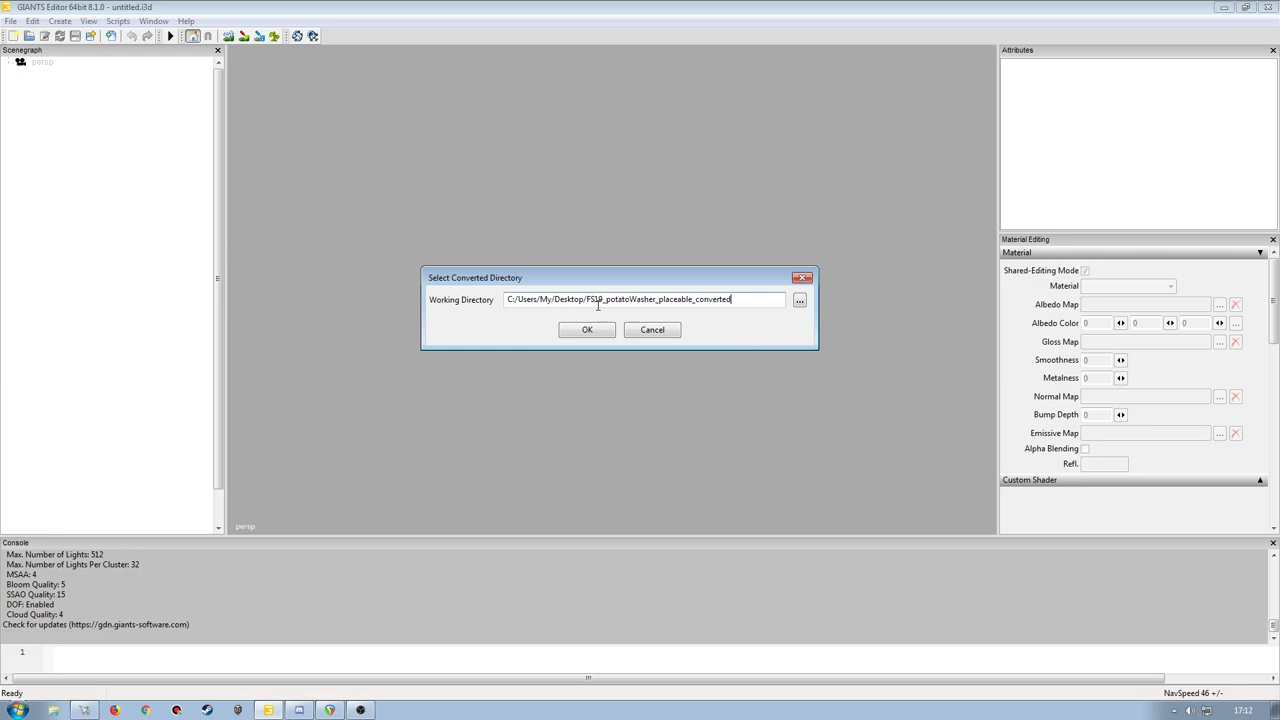 GIANTS Editor 64bit 8.1.0 - untitled.i3d
File Edit Create View Scripts Window Help
Scenegraph
persp
Attributes
Select Converted Directory
Working Directory C:/Users/My/Desktop/FS19_potatoWasher_placeable_converted ...
OK Cancel
Material Editing
Material
Shared-Editing Mode
Material
Albedo Map ...
Albedo Color 0 0 0 ...
Gloss Map ...
Smoothness 0
Metalness 0
Normal Map ...
Bump Depth 0
Emissive Map ...
Alpha Blending
Refl.
Custom Shader
persp
Console
Max. Number of Lights: 512
Max. Number of Lights Per Cluster: 32
MSAA: 4
Bloom Quality: 5
SSAO Quality: 15
DOF: Enabled
Cloud Quality: 4
Check for updates (https://gdn.giants-software.com)
1
Ready
NavSpeed 46 +/-
17:12